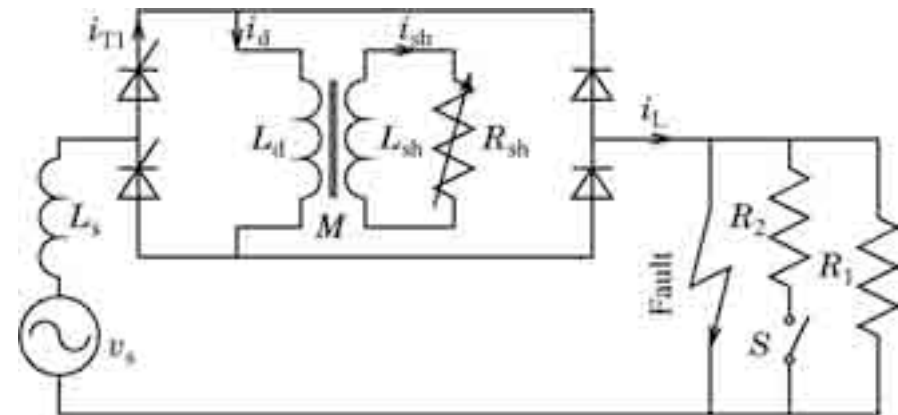 i_T1
i_d
i_sh
L_d
L_sh
R_sh
M
i_L
L_s
v_s
Fault
R_2
R_1
S